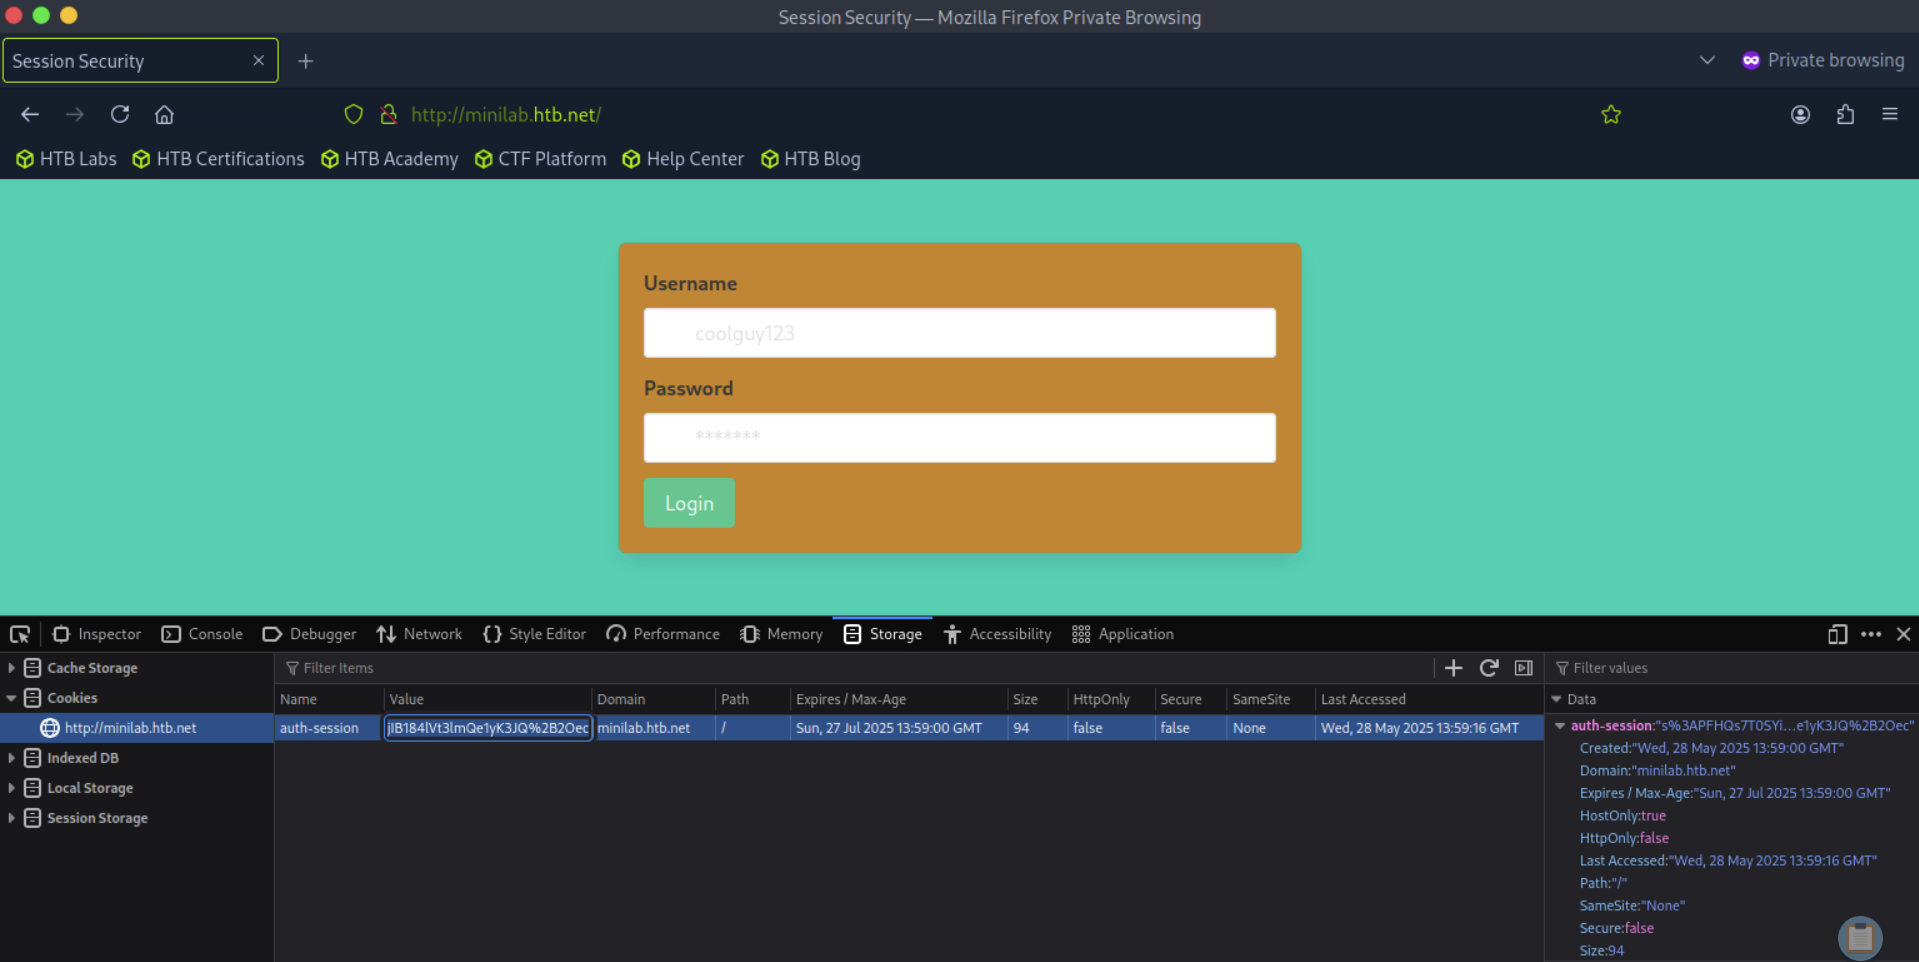 Session Security — Mozilla Firefox Private Browsing
Session Security
Private browsing
http://minilab.htb.net/
HTB Labs HTB Certifications HTB Academy CTF Platform Help Center HTB Blog
Username
coolguy123
Password
*******
Login
Inspector Console Debugger Network Style Editor Performance Memory Storage Accessibility Application
Cache Storage
Cookies
http://minilab.htb.net
Indexed DB
Local Storage
Session Storage
Filter Items
Name Value Domain Path Expires / Max-Age Size HttpOnly Secure SameSite Last Accessed
auth-session jIB184lVt3lmQe1yK3JQ%2B2Oec minilab.htb.net / Sun, 27 Jul 2025 13:59:00 GMT 94 false false None Wed, 28 May 2025 13:59:16 GMT
Filter values
Data
auth-session:"s%3APFHQs7T0SYi...e1yK3JQ%2B2Oec"
Created:"Wed, 28 May 2025 13:59:00 GMT"
Domain:"minilab.htb.net"
Expires / Max-Age:"Sun, 27 Jul 2025 13:59:00 GMT"
HostOnly:true
HttpOnly:false
Last Accessed:"Wed, 28 May 2025 13:59:16 GMT"
Path:"/"
SameSite:"None"
Secure:false
Size:94